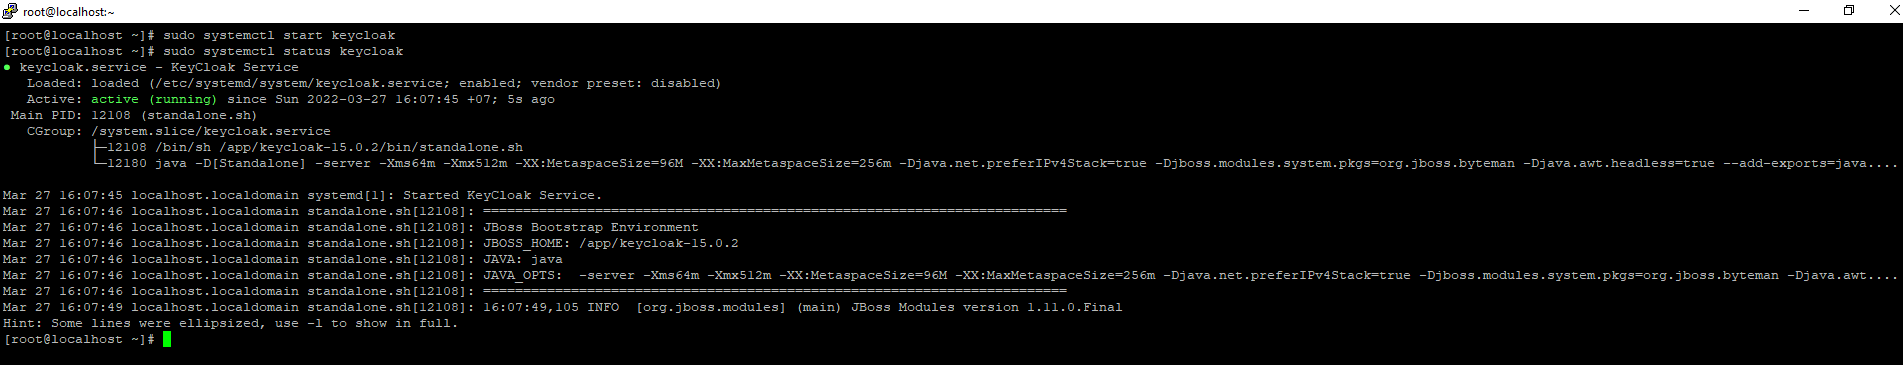 root@localhost:~
[root@localhost ~]# sudo systemctl start keycloak
[root@localhost ~]# sudo systemctl status keycloak
● keycloak.service - KeyCloak Service
   Loaded: loaded (/etc/systemd/system/keycloak.service; enabled; vendor preset: disabled)
   Active: active (running) since Sun 2022-03-27 16:07:45 +07; 5s ago
 Main PID: 12108 (standalone.sh)
   CGroup: /system.slice/keycloak.service
           ├─12108 /bin/sh /app/keycloak-15.0.2/bin/standalone.sh
           └─12180 java -D[Standalone] -server -Xms64m -Xmx512m -XX:MetaspaceSize=96M -XX:MaxMetaspaceSize=256m -Djava.net.preferIPv4Stack=true -Djboss.modules.system.pkgs=org.jboss.byteman -Djava.awt.headless=true --add-exports=java....
Mar 27 16:07:45 localhost.localdomain systemd[1]: Started KeyCloak Service.
Mar 27 16:07:46 localhost.localdomain standalone.sh[12108]: =========================================================================
Mar 27 16:07:46 localhost.localdomain standalone.sh[12108]: JBoss Bootstrap Environment
Mar 27 16:07:46 localhost.localdomain standalone.sh[12108]: JBOSS_HOME: /app/keycloak-15.0.2
Mar 27 16:07:46 localhost.localdomain standalone.sh[12108]: JAVA: java
Mar 27 16:07:46 localhost.localdomain standalone.sh[12108]: JAVA_OPTS:  -server -Xms64m -Xmx512m -XX:MetaspaceSize=96M -XX:MaxMetaspaceSize=256m -Djava.net.preferIPv4Stack=true -Djboss.modules.system.pkgs=org.jboss.byteman -Djava.awt....
Mar 27 16:07:46 localhost.localdomain standalone.sh[12108]: =========================================================================
Mar 27 16:07:49 localhost.localdomain standalone.sh[12108]: 16:07:49,105 INFO  [org.jboss.modules] (main) JBoss Modules version 1.11.0.Final
Hint: Some lines were ellipsized, use -l to show in full.
[root@localhost ~]#